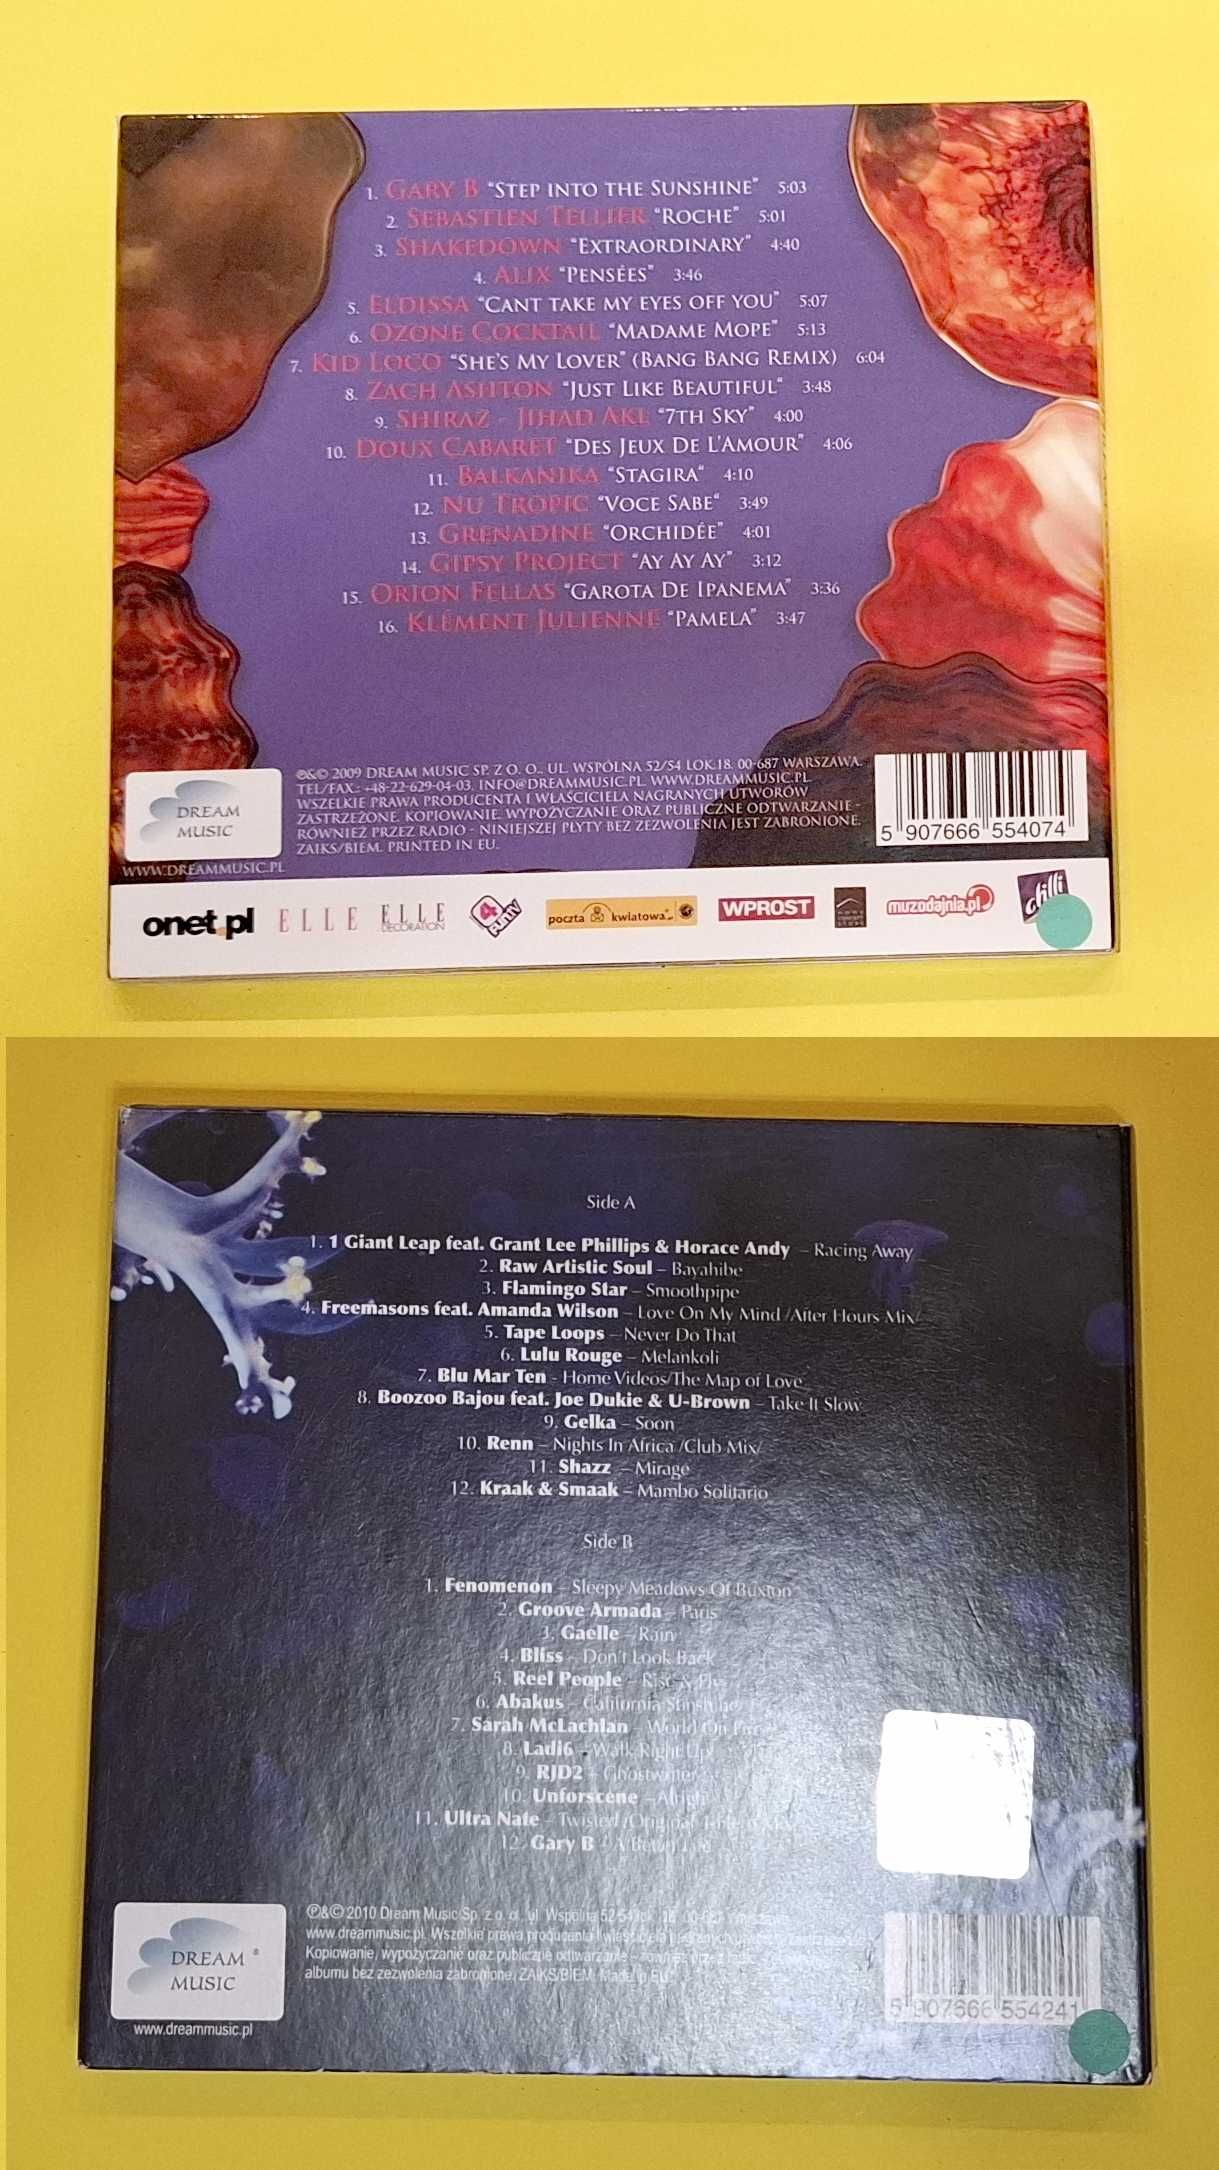 1. GARY B "STEP INTO THE SUNSHINE" 5:03
2. SEBASTIEN TELLIER "ROCHE" 5:01
3. SHAKEDOWN "EXTRAORDINARY" 4:40
4. ALIX "PENSÉES" 3:46
5. ELDISSA "CANT TAKE MY EYES OFF YOU" 5:07
6. OZONE COCKTAIL "MADAME MOPE" 5:13
7. KID LOCO "SHE'S MY LOVER" (BANG BANG REMIX) 6:04
8. ZACH ASHTON "JUST LIKE BEAUTIFUL" 3:48
9. SHIRAZ - JIHAD AKL "7TH SKY" 4:00
10. DOUX CABARET "DES JEUX DE L'AMOUR" 4:06
11. BALKANIKA "STAGIRA" 4:10
12. NU TROPIC "VOCE SABE" 3:49
13. GRENADINE "ORCHIDÉE" 4:01
14. GIPSY PROJECT "AY AY AY" 3:12
15. ORION FELLAS "GAROTA DE IPANEMA" 3:36
16. KLÉMENT JULIENNE "PAMELA" 3:47
DREAM
MUSIC
WWW.DREAMMUSIC.PL
℗&© 2009 DREAM MUSIC SP. Z O. O., UL. WSPÓLNA 52/54 LOK.18, 00-687 WARSZAWA.
TEL/FAX.: +48-22-629-04-03, INFO@DREAMMUSIC.PL. WWW.DREAMMUSIC.PL.
WSZELKIE PRAWA PRODUCENTA I WŁAŚCICIELA NAGRANYCH UTWORÓW
ZASTRZEŻONE. KOPIOWANIE, WYPOŻYCZANIE ORAZ PUBLICZNE ODTWARZANIE -
RÓWNIEŻ PRZEZ RADIO - NINIEJSZEJ PŁYTY BEZ ZEZWOLENIA JEST ZABRONIONE.
ZAIKS/BIEM. PRINTED IN EU.
5 907666 554074
onet.pl ELLE ELLE DECORATION 4 FUN TV poczta kwiatowa WPROST muzodajnia.pl chilli
Side A
1. 1 Giant Leap feat. Grant Lee Phillips & Horace Andy – Racing Away
2. Raw Artistic Soul – Bayahibe
3. Flamingo Star – Smoothpipe
4. Freemasons feat. Amanda Wilson – Love On My Mind /After Hours Mix/
5. Tape Loops – Never Do That
6. Lulu Rouge – Melankoli
7. Blu Mar Ten - Home Videos/The Map of Love
8. Boozoo Bajou feat. Joe Dukie & U-Brown – Take It Slow
9. Gelka – Soon
10. Renn – Nights In Africa /Club Mix/
11. Shazz – Mirage
12. Kraak & Smaak – Mambo Solitario
Side B
1. Fenomenon – Sleepy Meadows Of Buxton
2. Groove Armada – Paris
3. Gaelle – Rain
4. Bliss – Don't Look Back
5. Reel People – Rise & Fly
6. Abakus – California Sunshine
7. Sarah McLachlan – World On Fire
8. Ladi6 – Walk Right Up
9. RJD2 – Ghostwriter
10. Unforscene – Alright
11. Ultra Nate – Twisted /Original
12. Gary B –
DREAM ®
MUSIC
www.dreammusic.pl
℗&© 2010 Dream Music Sp. z o. o., ul. Wspólna 52/54 lok. 18, 00-687
www.dreammusic.pl. Wszelkie prawa producenta i właściciela nagranych
Kopiowanie, wypożyczanie oraz publiczne odtwarzanie – również przez
albumu bez zezwolenia zabronione. ZAIKS/BIEM. Made in EU
5 907666 554241